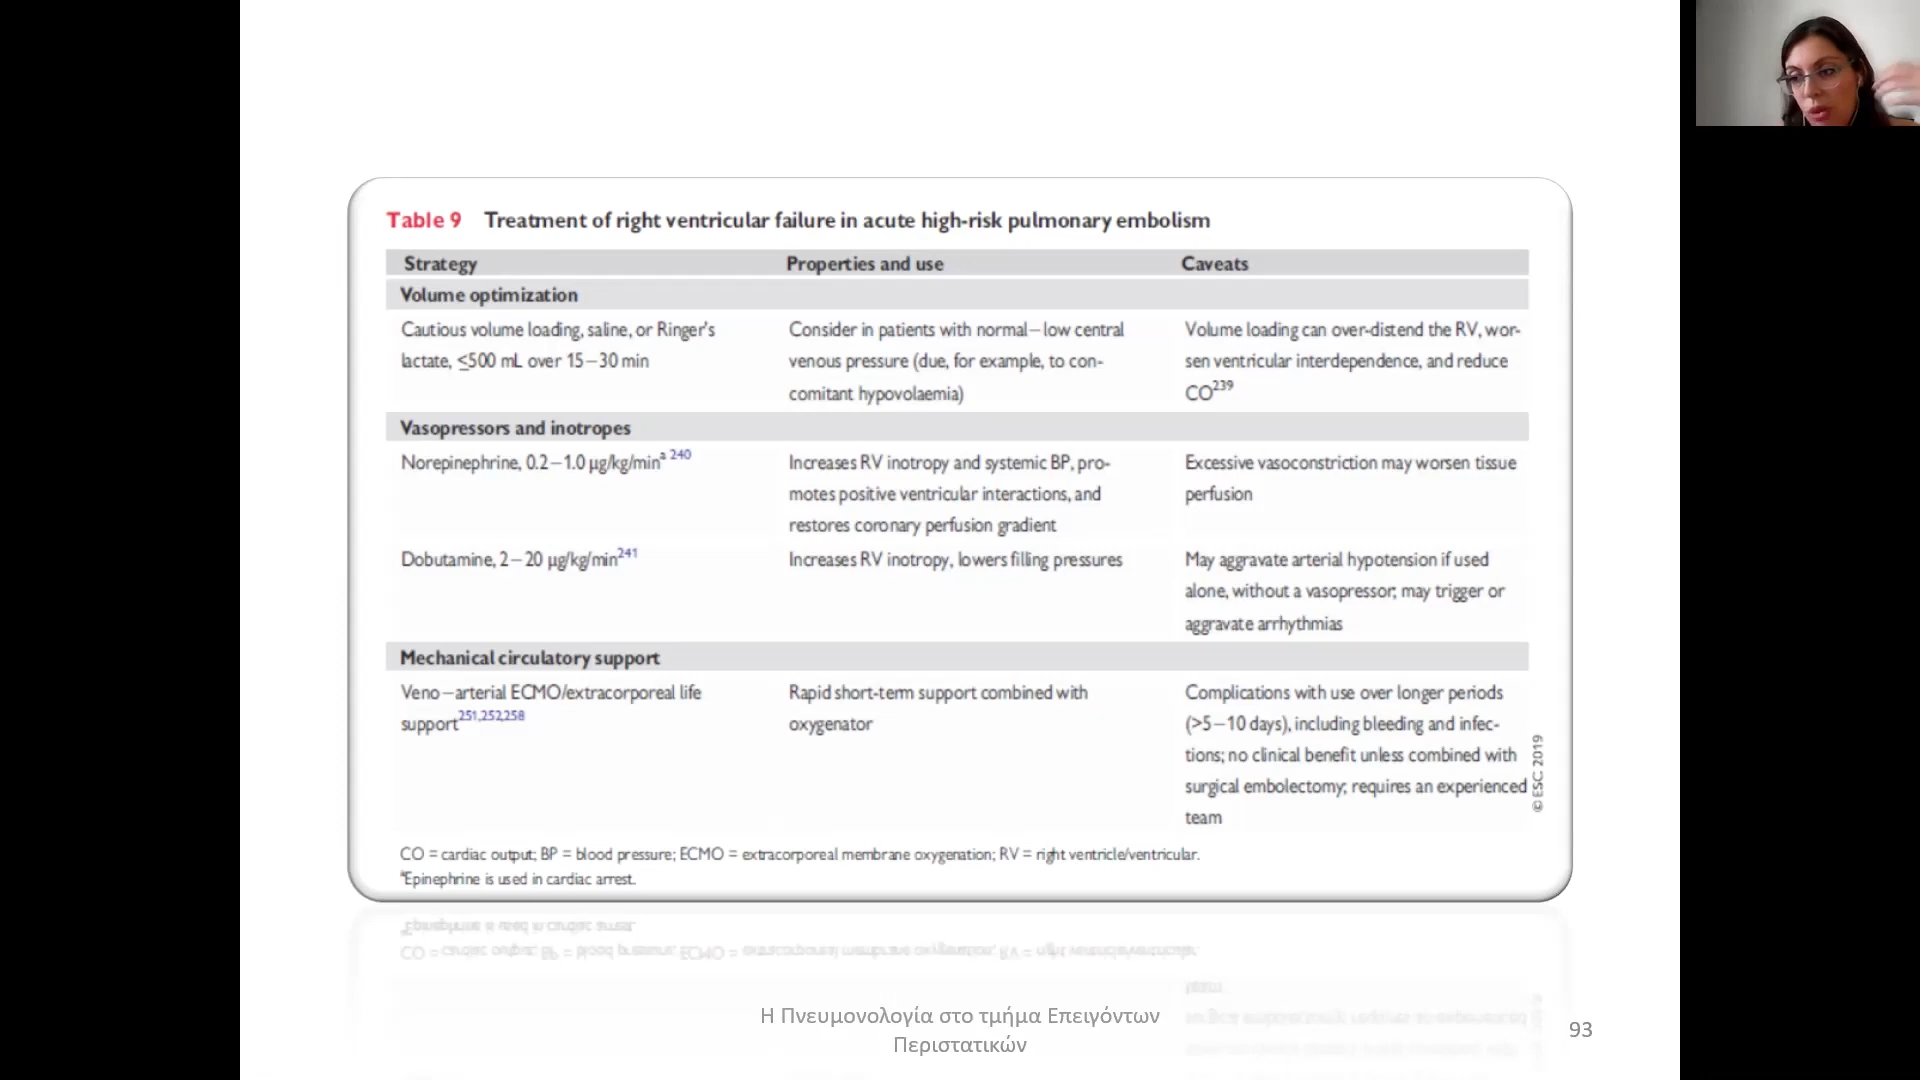 Table 9 Treatment of right ventricular failure in acute high-risk pulmonary embolism
Strategy Properties and use Caveats
Volume optimization
Cautious volume loading, saline, or Ringer's
lactate, ≤500 mL over 15–30 min
Consider in patients with normal–low central
venous pressure (due, for example, to con-
comitant hypovolaemia)
Volume loading can over-distend the RV, wor-
sen ventricular interdependence, and reduce
CO239
Vasopressors and inotropes
Norepinephrine, 0.2–1.0 µg/kg/mina 240
Increases RV inotropy and systemic BP, pro-
motes positive ventricular interactions, and
restores coronary perfusion gradient
Excessive vasoconstriction may worsen tissue
perfusion
Dobutamine, 2–20 µg/kg/min241
Increases RV inotropy, lowers filling pressures
May aggravate arterial hypotension if used
alone, without a vasopressor; may trigger or
aggravate arrhythmias
Mechanical circulatory support
Veno–arterial ECMO/extracorporeal life
support251,252,258
Rapid short-term support combined with
oxygenator
Complications with use over longer periods
(>5–10 days), including bleeding and infec-
tions; no clinical benefit unless combined with
surgical embolectomy; requires an experienced
team
© ESC 2019
CO = cardiac output; BP = blood pressure; ECMO = extracorporeal membrane oxygenation; RV = right ventricle/ventricular.
aEpinephrine is used in cardiac arrest.
Η Πνευμονολογία στο τμήμα Επειγόντων
Περιστατικών
93